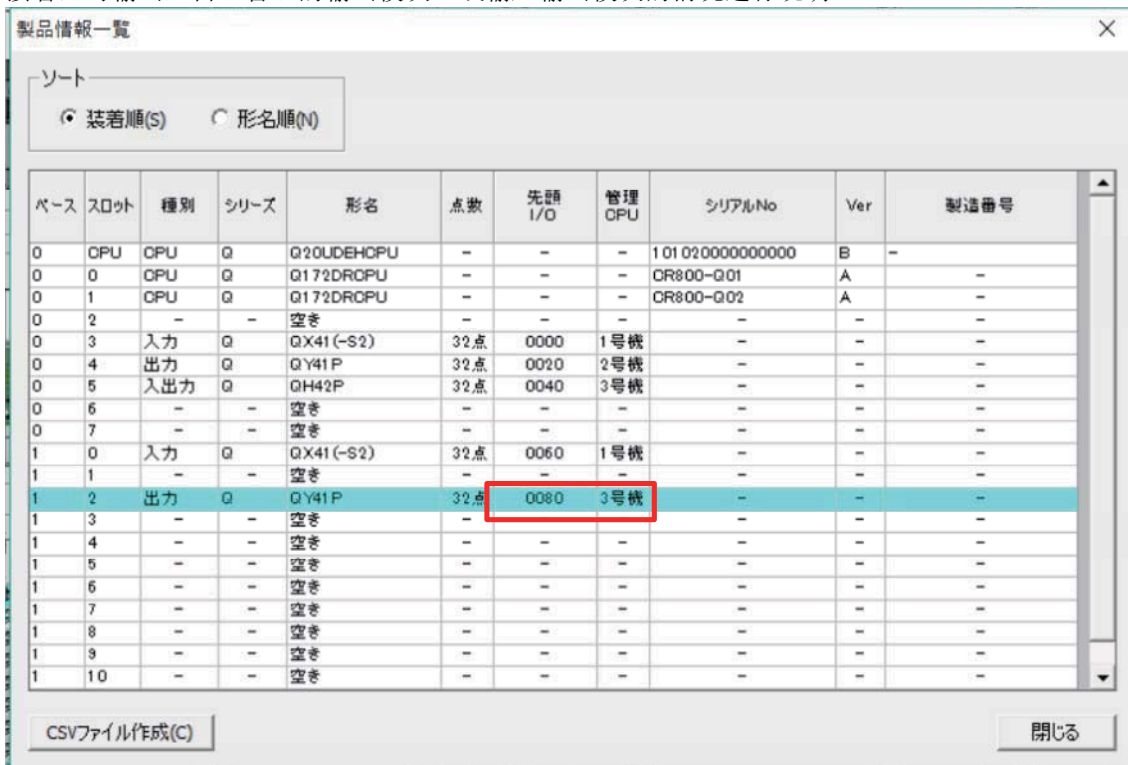 製品情報一覧
ソート
装着順(S) 形名順(N)
ベース スロット 種別 シリーズ 形名 点数 先頭I/O 管理CPU シリアルNo Ver 製造番号
0 CPU CPU Q Q20UDEHCPU - - - 101020000000000 B -
0 0 CPU Q Q172DRCPU - - - CR800-Q01 A -
0 1 CPU Q Q172DRCPU - - - CR800-Q02 A -
0 2 - - 空き - - - - - -
0 3 入力 Q QX41(-S2) 32点 0000 1号機 - - -
0 4 出力 Q QY41P 32点 0020 2号機 - - -
0 5 入出力 Q QH42P 32点 0040 3号機 - - -
0 6 - - 空き - - - - - -
0 7 - - 空き - - - - - -
1 0 入力 Q QX41(-S2) 32点 0060 1号機 - - -
1 1 - - 空き - - - - - -
1 2 出力 Q QY41P 32点 0080 3号機 - - -
1 3 - - 空き - - - - - -
1 4 - - 空き - - - - - -
1 5 - - 空き - - - - - -
1 6 - - 空き - - - - - -
1 7 - - 空き - - - - - -
1 8 - - 空き - - - - - -
1 9 - - 空き - - - - - -
1 10 - - 空き - - - - - -
CSVファイル作成(C) 閉じる